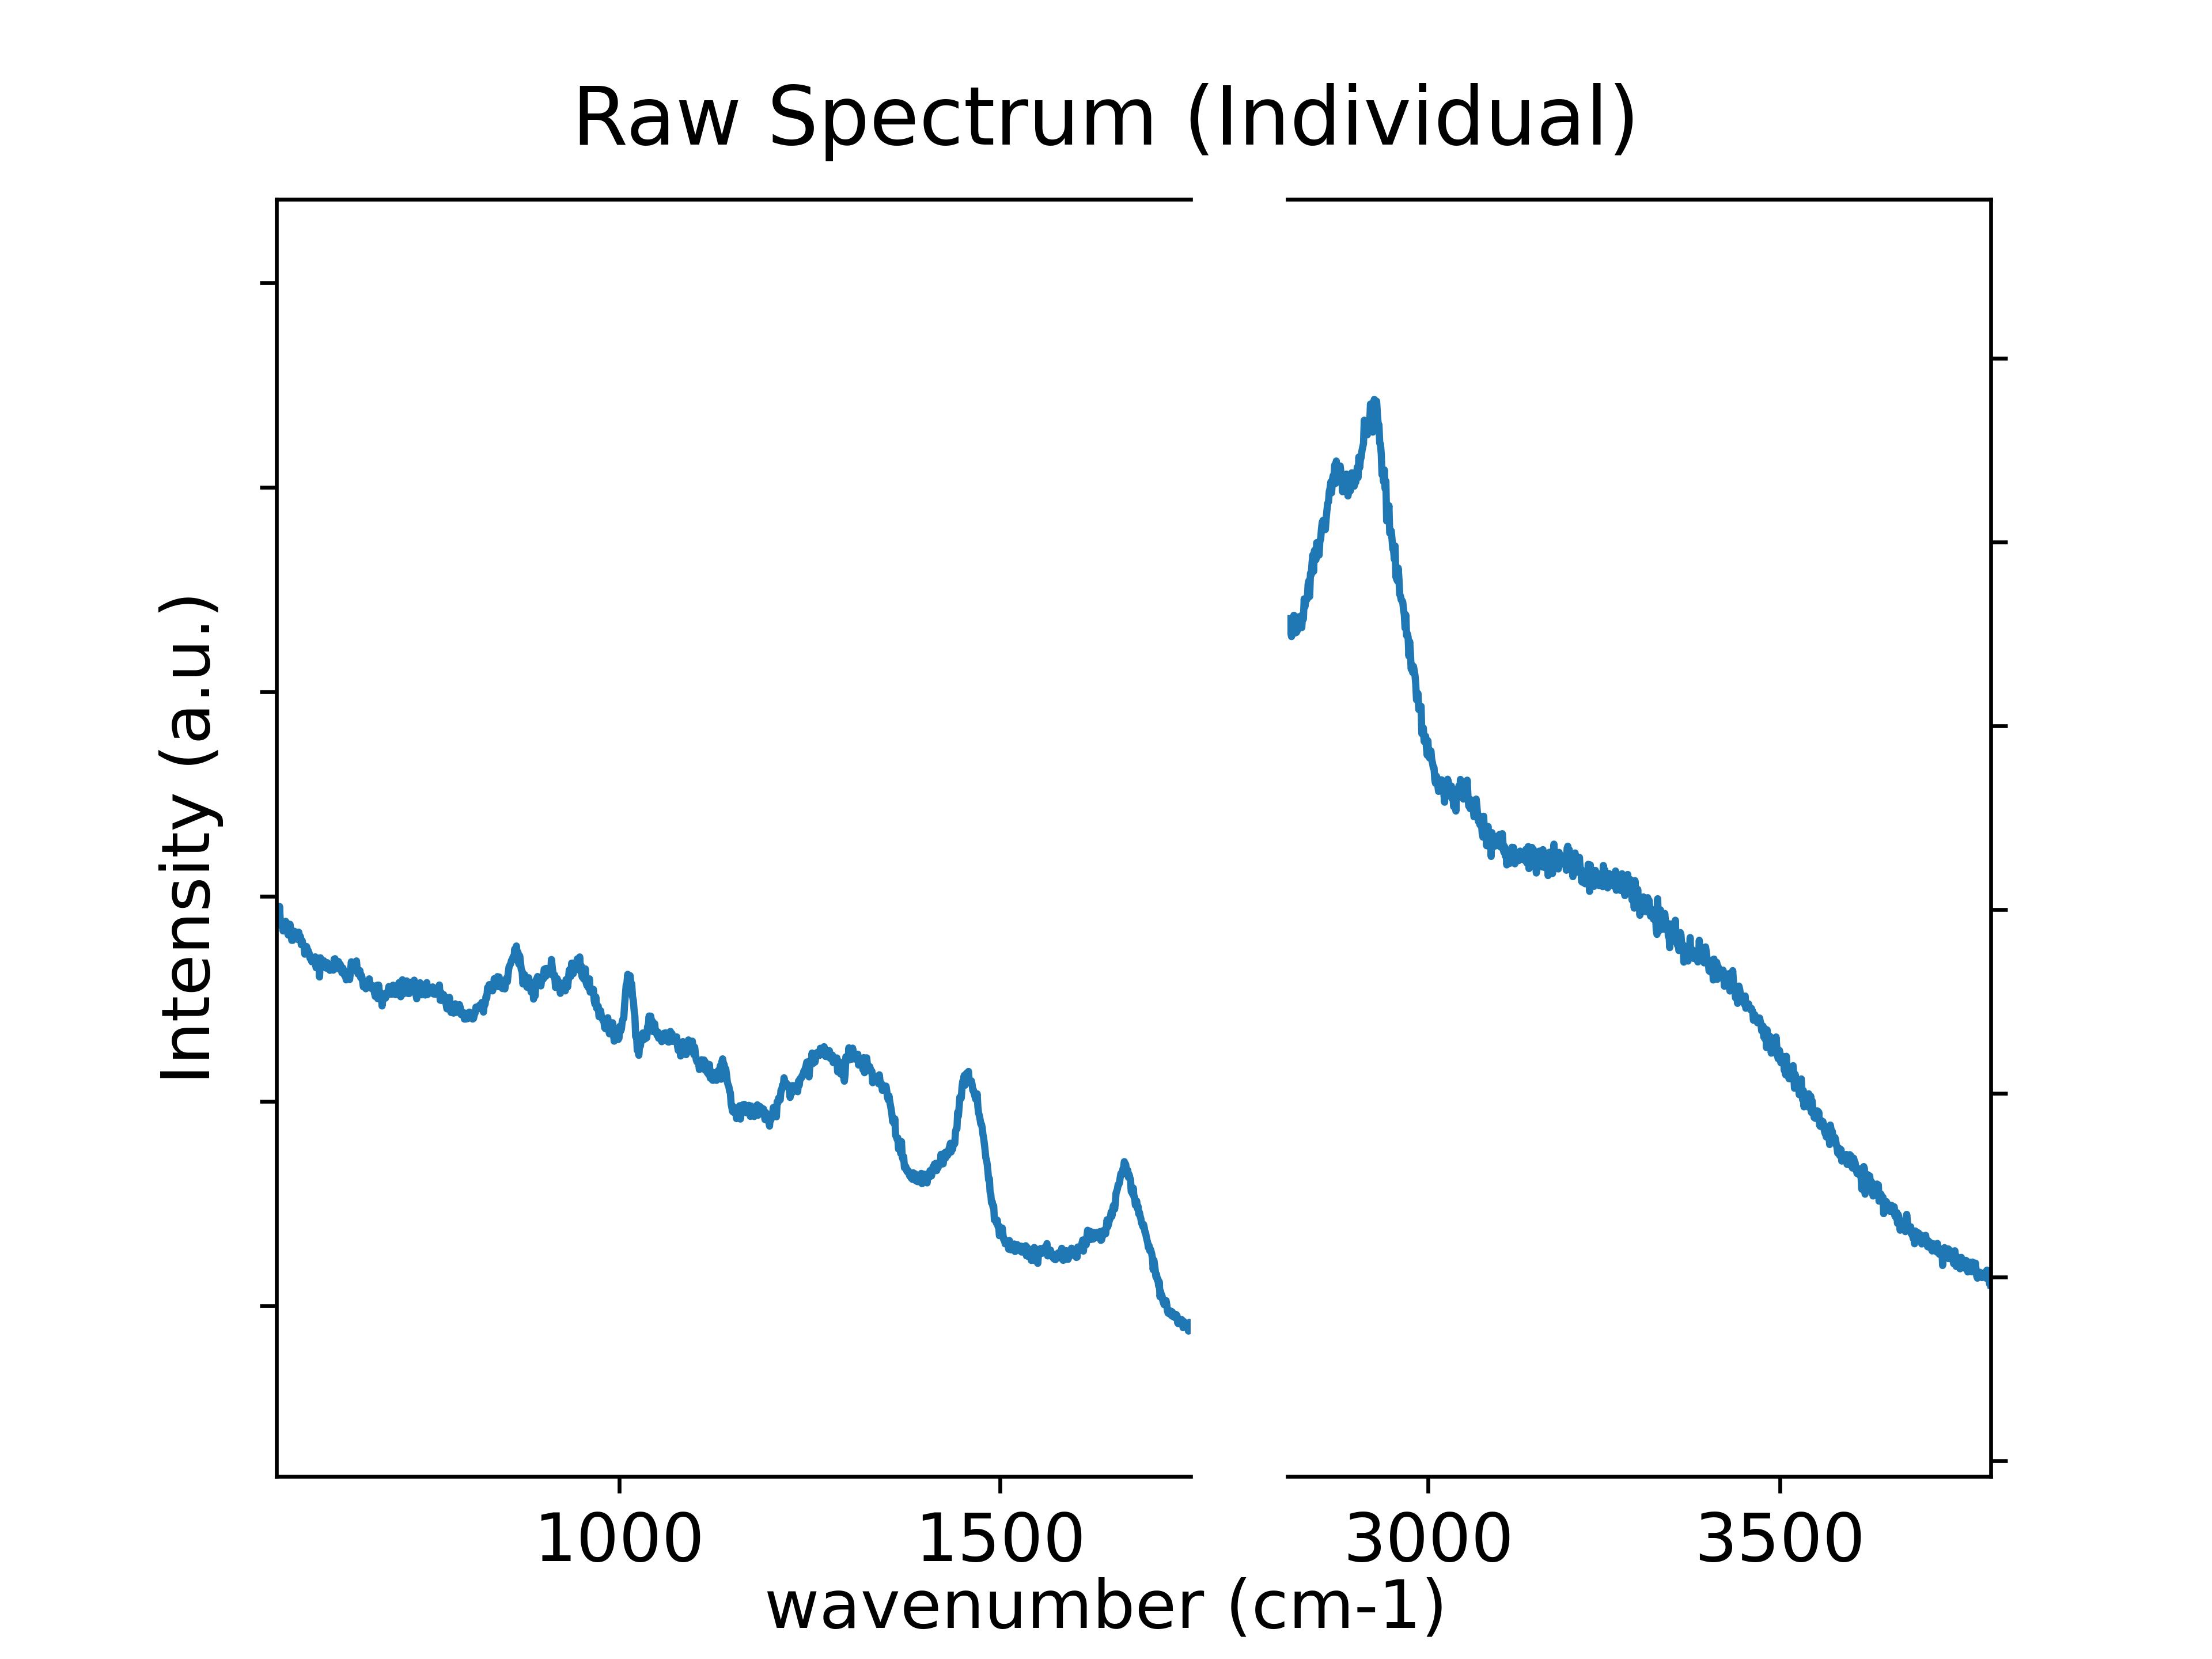 Raw Spectrum (Individual)
Intensity (a.u.)
1000 1500 3000 3500
wavenumber (cm-1)